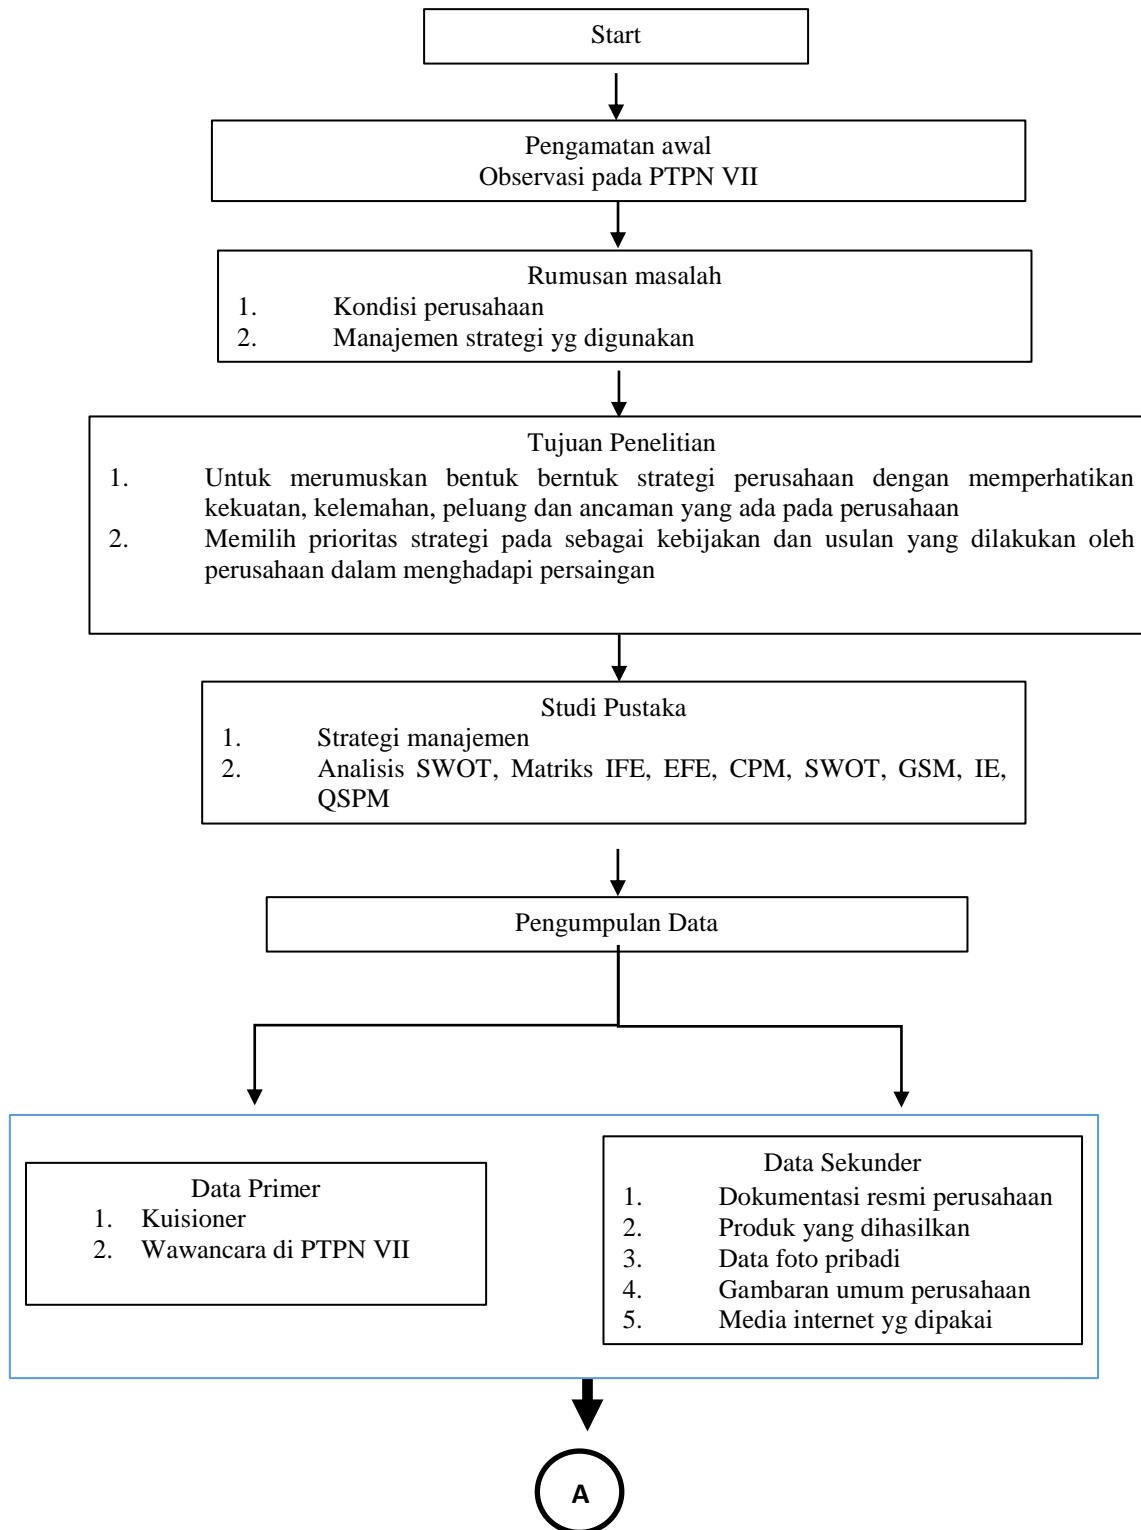 Start
Pengamatan awal
Observasi pada PTPN VII
Rumusan masalah
1. Kondisi perusahaan
2. Manajemen strategi yg digunakan
Tujuan Penelitian
1. Untuk merumuskan bentuk berntuk strategi perusahaan dengan memperhatikan
kekuatan, kelemahan, peluang dan ancaman yang ada pada perusahaan
2. Memilih prioritas strategi pada sebagai kebijakan dan usulan yang dilakukan oleh
perusahaan dalam menghadapi persaingan
Studi Pustaka
1. Strategi manajemen
2. Analisis SWOT, Matriks IFE, EFE, CPM, SWOT, GSM, IE,
QSPM
Pengumpulan Data
Data Primer
1. Kuisioner
2. Wawancara di PTPN VII
Data Sekunder
1. Dokumentasi resmi perusahaan
2. Produk yang dihasilkan
3. Data foto pribadi
4. Gambaran umum perusahaan
5. Media internet yg dipakai
A